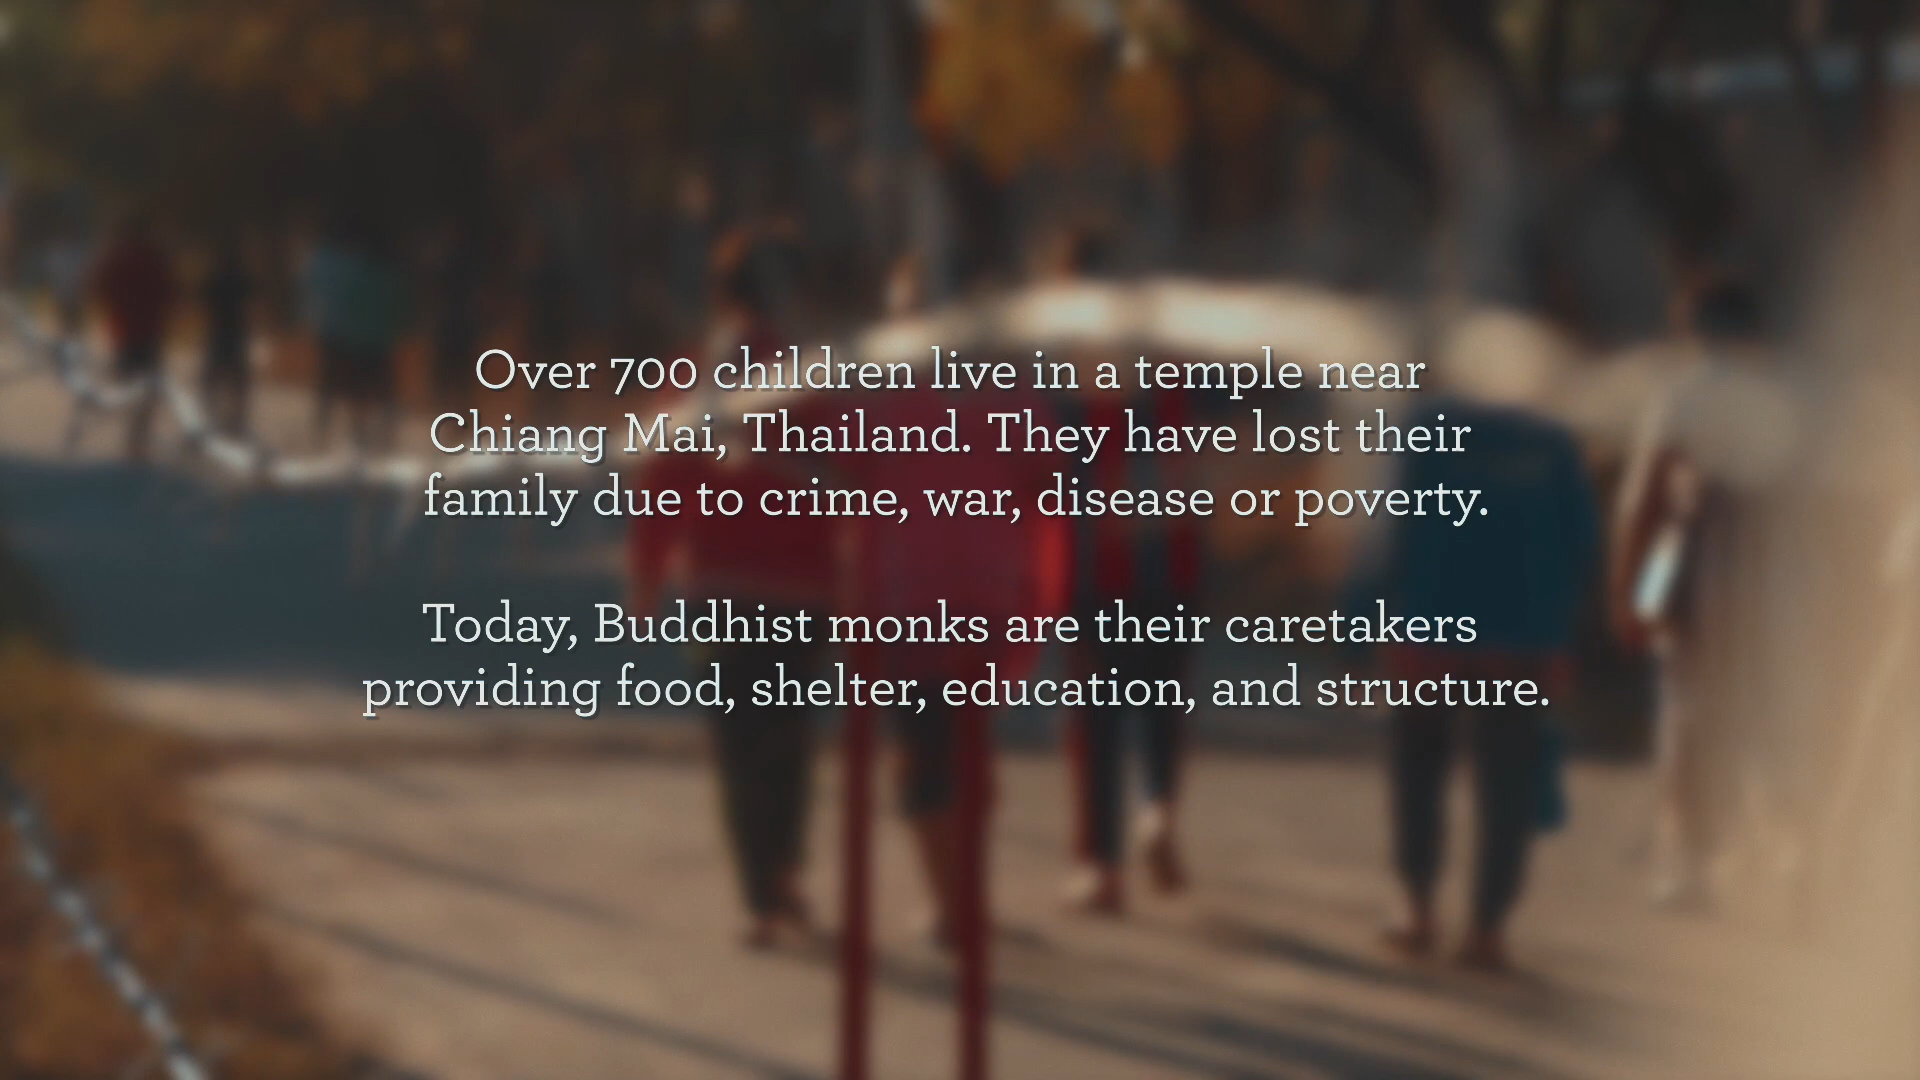 Over 700 children live in a temple near
Chiang Mai, Thailand. They have lost their
family due to crime, war, disease or poverty.
Today, Buddhist monks are their caretakers
providing food, shelter, education, and structure.